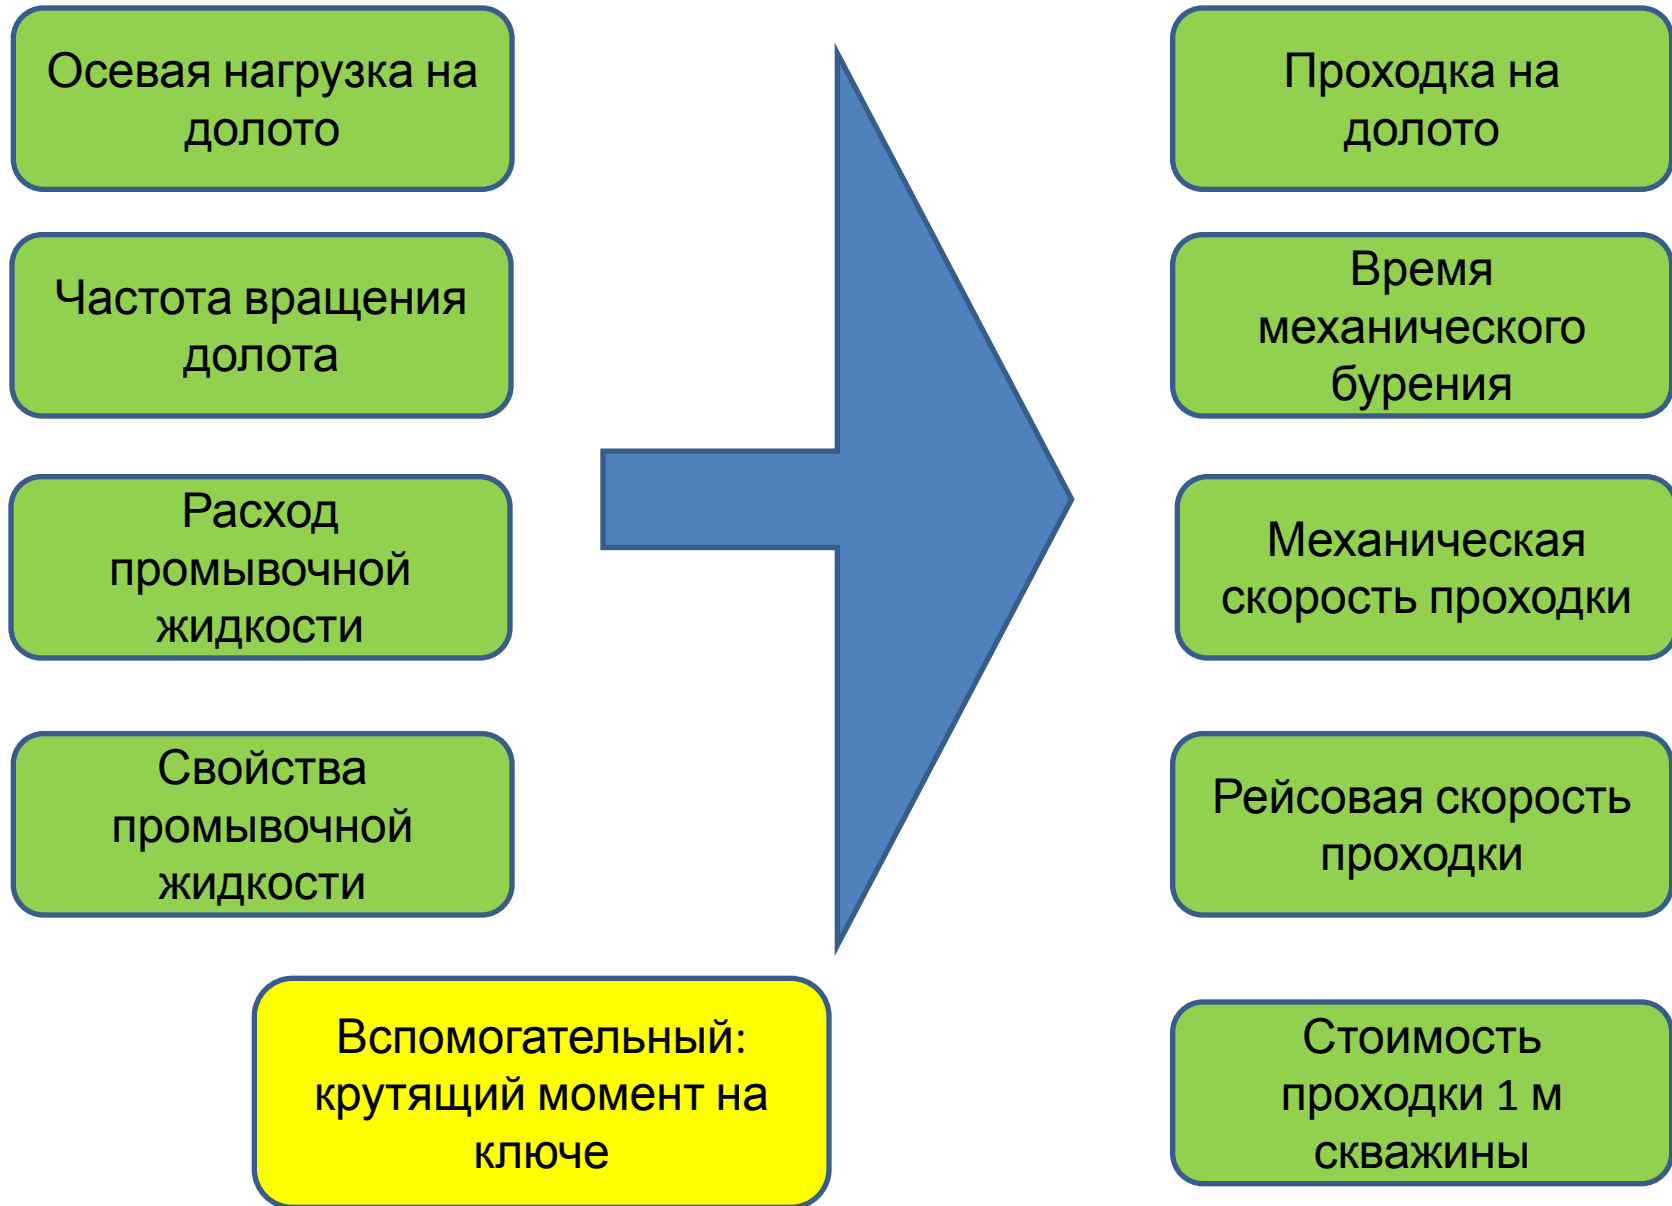 Осевая нагрузка на
долото
Частота вращения
долота
Расход
промывочной
жидкости
Свойства
промывочной
жидкости
Вспомогательный:
крутящий момент на
ключе
Проходка на
долото
Время
механического
бурения
Механическая
скорость проходки
Рейсовая скорость
проходки
Стоимость
проходки 1 м
скважины